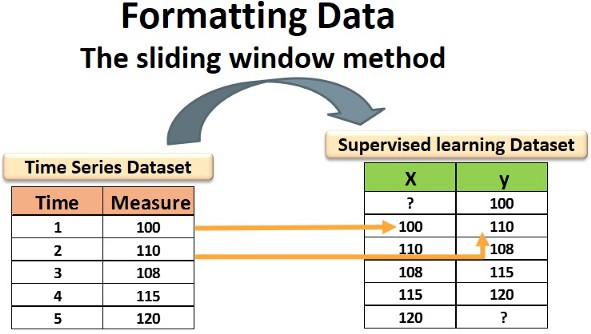 Formatting Data
The sliding window method
Time Series Dataset
Time Measure
1 100
2 110
3 108
4 115
5 120
Supervised learning Dataset
X y
? 100
100 110
110 108
108 115
115 120
120 ?